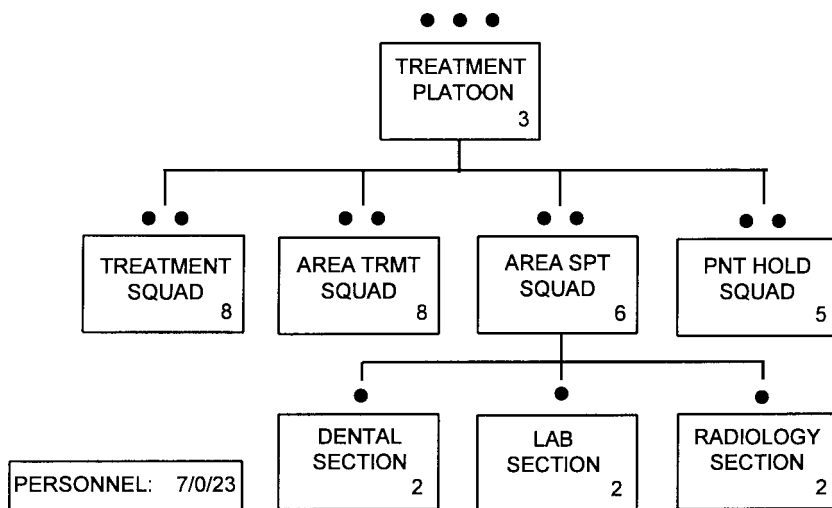 TREATMENT
PLATOON
3
TREATMENT
SQUAD
8
AREA TRMT
SQUAD
8
AREA SPT
SQUAD
6
PNT HOLD
SQUAD
5
DENTAL
SECTION
2
LAB
SECTION
2
RADIOLOGY
SECTION
2
PERSONNEL: 7/0/23